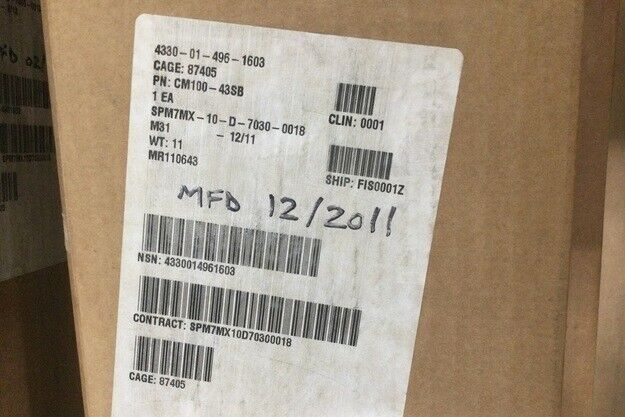 4330-01-496-1603
CAGE: 87405
PN: CM100-43SB
1 EA
SPM7MX-10-D-7030-0018
M31 - 12/11
WT: 11
MR110643
CLIN: 0001
SHIP: FIS0001Z
MFD 12/2011
NSN: 4330014961603
CONTRACT: SPM7MX10D70300018
CAGE: 87405